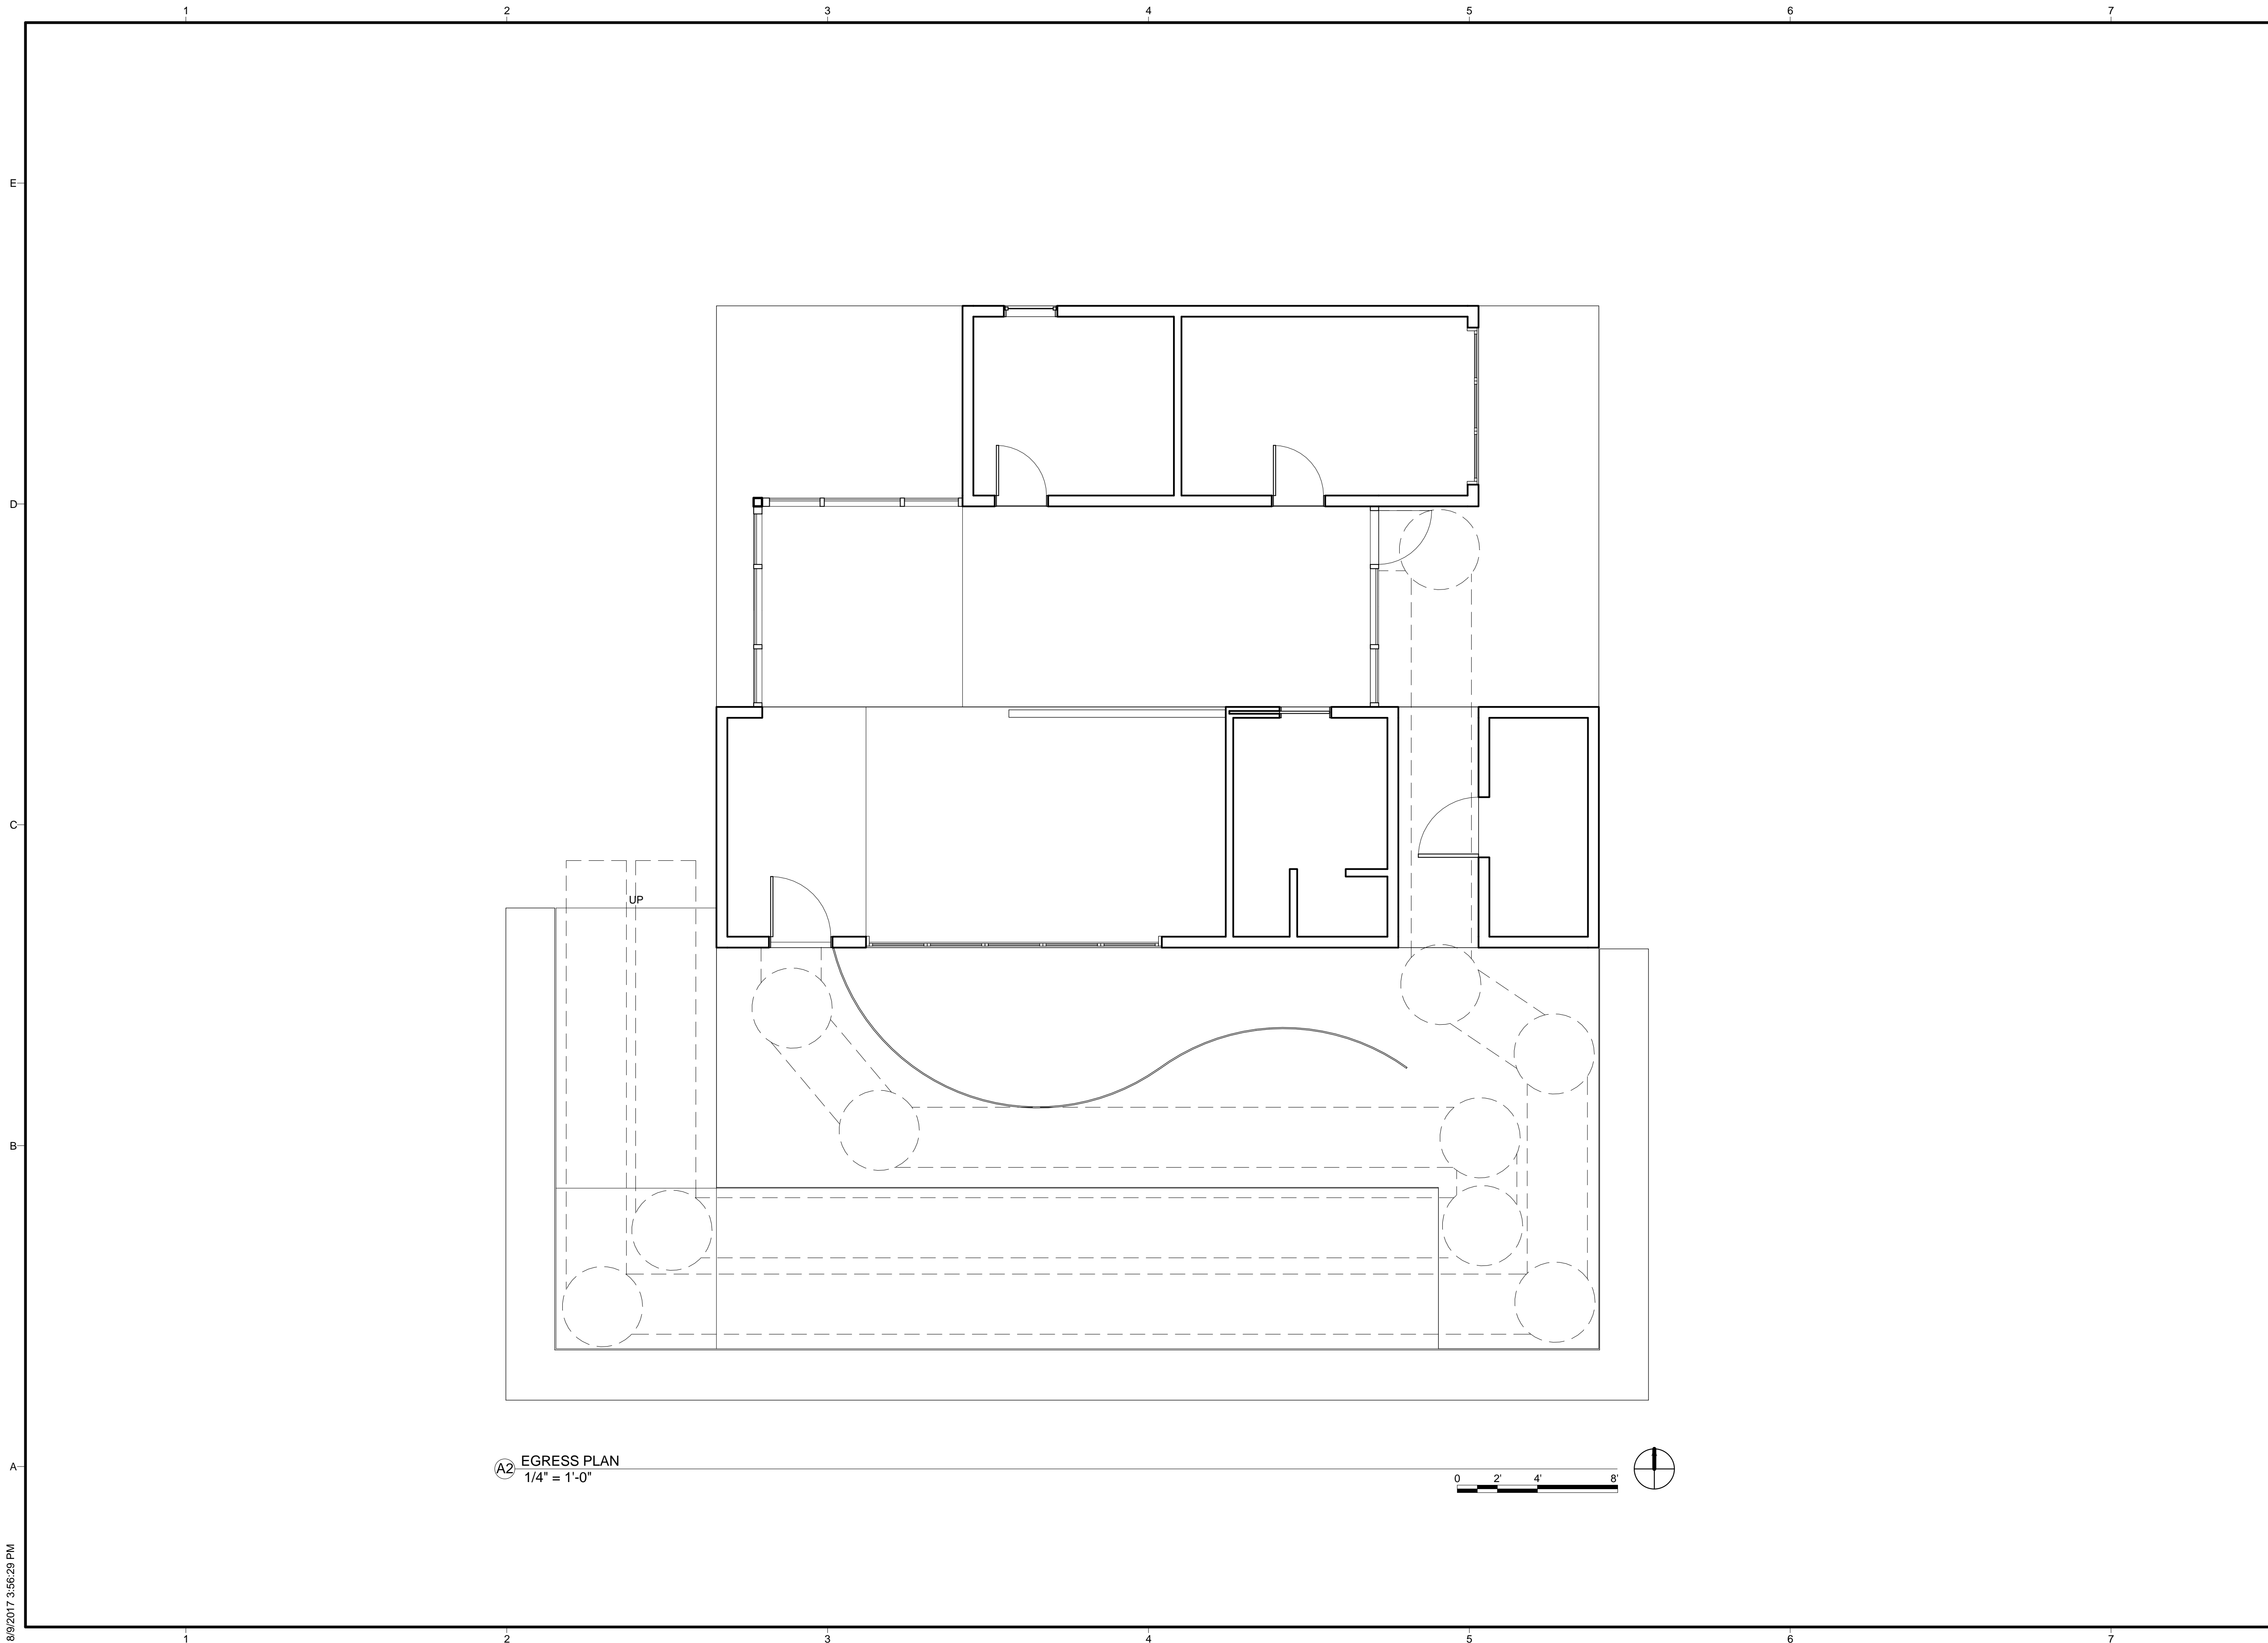 1 2 3 4 5 6 7
E
D
C
UP
B
A
A2 EGRESS PLAN
1/4" = 1'-0"
0 2' 4' 8'
8/9/2017 3:56:29 PM
1 2 3 4 5 6 7